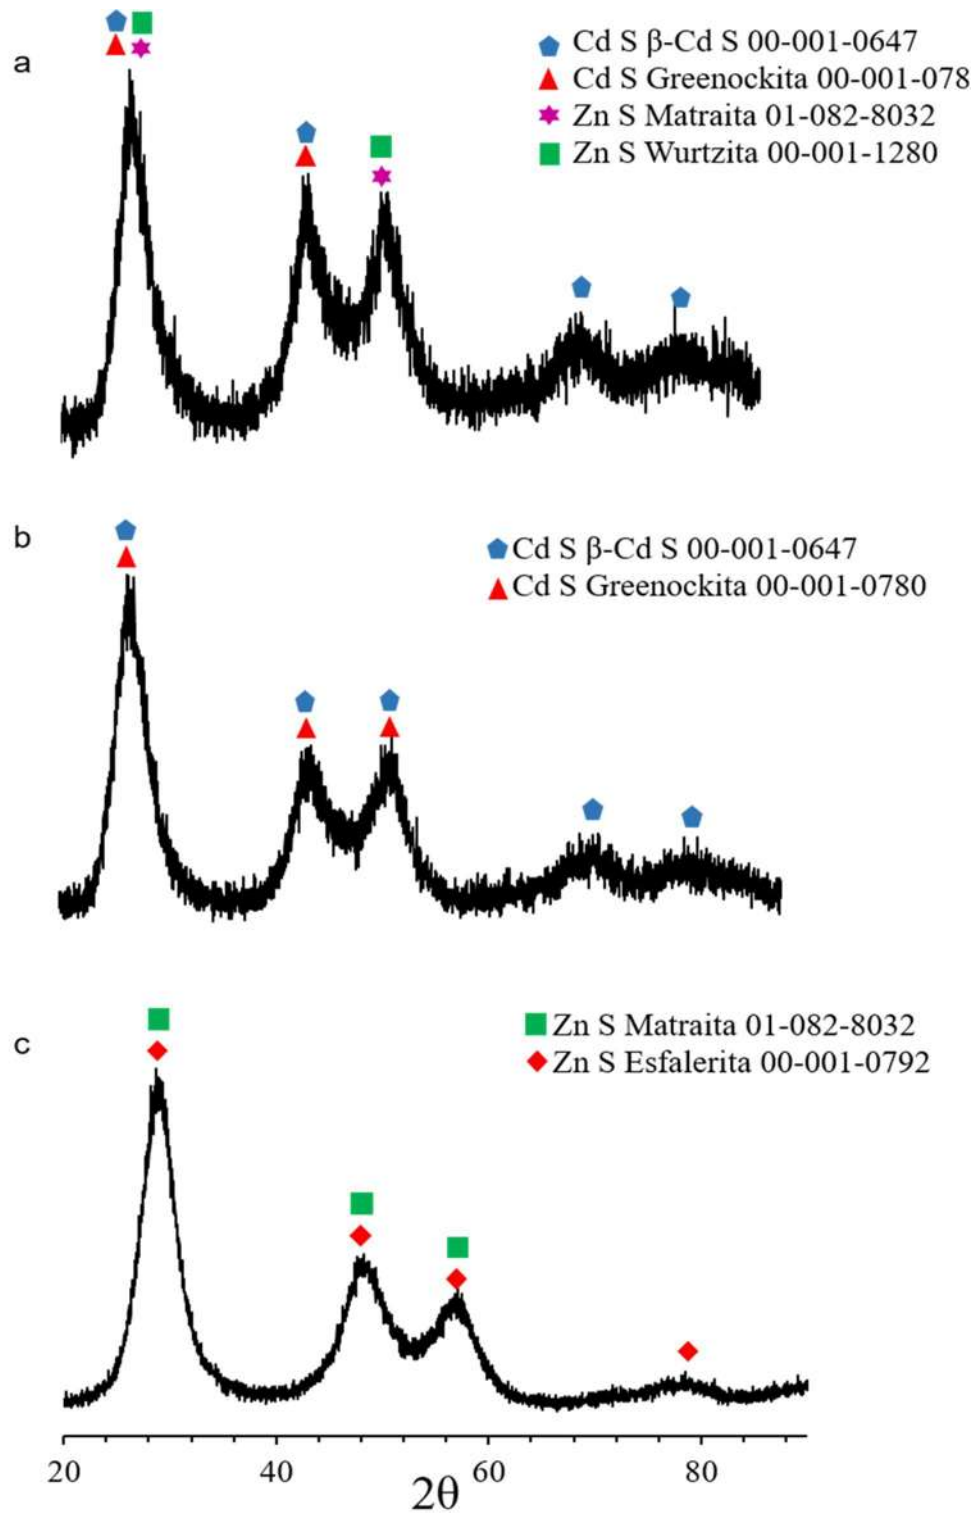 a
Cd S β-Cd S 00-001-0647
Cd S Greenockita 00-001-078
Zn S Matraita 01-082-8032
Zn S Wurtzita 00-001-1280
b
Cd S β-Cd S 00-001-0647
Cd S Greenockita 00-001-0780
c
Zn S Matraita 01-082-8032
Zn S Esfalerita 00-001-0792
20 40 60 80
2θ